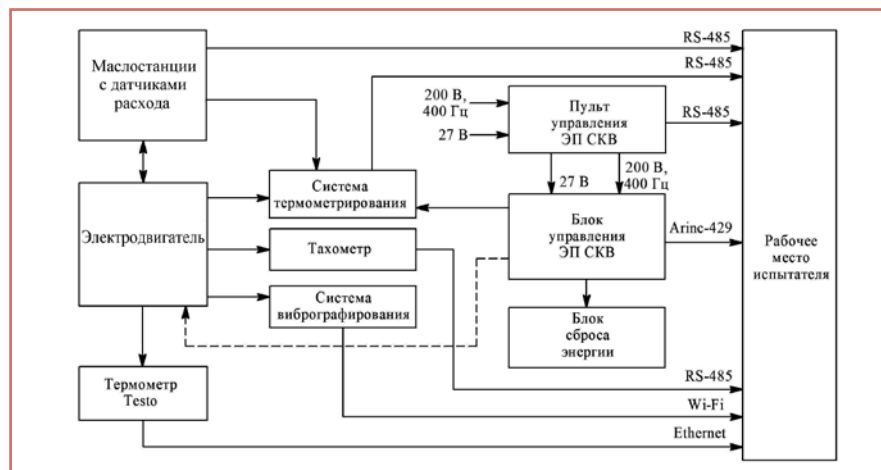 Маслостанции
с датчиками
расхода
RS-485
RS-485
200 В,
400 Гц
27 В
Пульт
управления
ЭП СКВ
RS-485
27 В
200 В,
400 Гц
Электродвигатель
Система
термометрирования
Тахометр
Система
вибрографирования
Блок
управления
ЭП СКВ
Arinc-429
Рабочее
место
испытателя
Блок
сброса
энергии
Термометр
Testo
RS-485
Wi-Fi
Ethernet